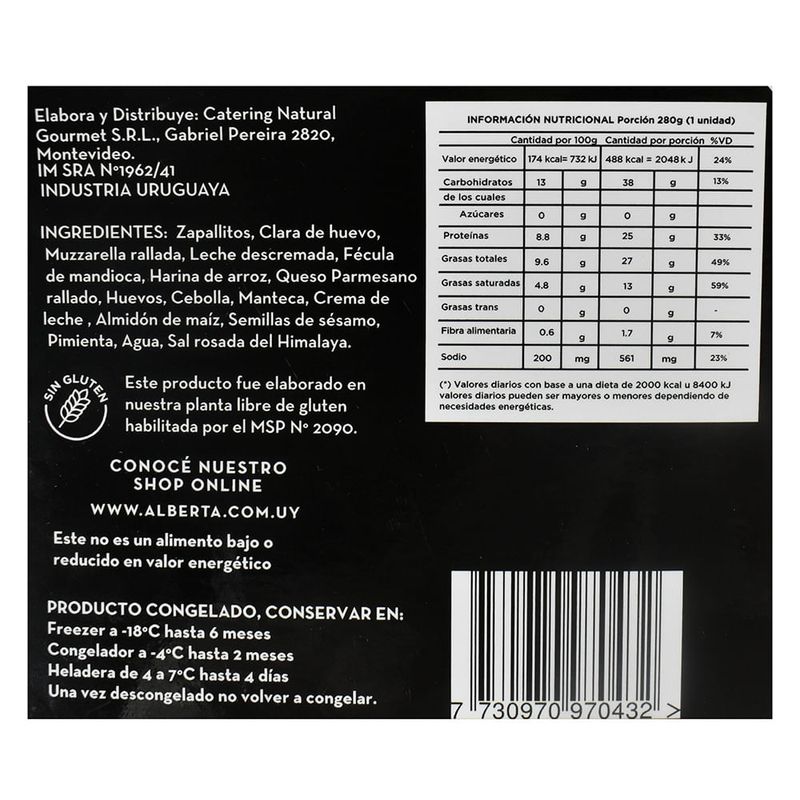 Elabora y Distribuye: Catering Natural
Gourmet S.R.L., Gabriel Pereira 2820,
Montevideo.
IM SRA Nº1962/41
INDUSTRIA URUGUAYA
INGREDIENTES: Zapallitos, Clara de huevo,
Muzzarella rallada, Leche descremada, Fécula
de mandioca, Harina de arroz, Queso Parmesano
rallado, Huevos, Cebolla, Manteca, Crema de
leche , Almidón de maíz, Semillas de sésamo,
Pimienta, Agua, Sal rosada del Himalaya.
SIN GLUTEN
Este producto fue elaborado en
nuestra planta libre de gluten
habilitada por el MSP Nº 2090.
CONOCÉ NUESTRO
SHOP ONLINE
WWW.ALBERTA.COM.UY
Este no es un alimento bajo o
reducido en valor energético
PRODUCTO CONGELADO, CONSERVAR EN:
Freezer a -18ºC hasta 6 meses
Congelador a -4ºC hasta 2 meses
Heladera de 4 a 7ºC hasta 4 días
Una vez descongelado no volver a congelar.
INFORMACIÓN NUTRICIONAL Porción 280g (1 unidad)
Cantidad por 100g Cantidad por porción %VD
Valor energético 174 kcal= 732 kJ 488 kcal = 2048 k J 24%
Carbohidratos 13 g 38 g 13%
de los cuales
Azúcares 0 g 0 g
Proteínas 8.8 g 25 g 33%
Grasas totales 9.6 g 27 g 49%
Grasas saturadas 4.8 g 13 g 59%
Grasas trans 0 g 0 g -
Fibra alimentaria 0.6 g 1.7 g 7%
Sodio 200 mg 561 mg 23%
(*) Valores diarios con base a una dieta de 2000 kcal u 8400 kJ
valores diarios pueden ser mayores o menores dependiendo de
necesidades energéticas.
7 730970 970432 >